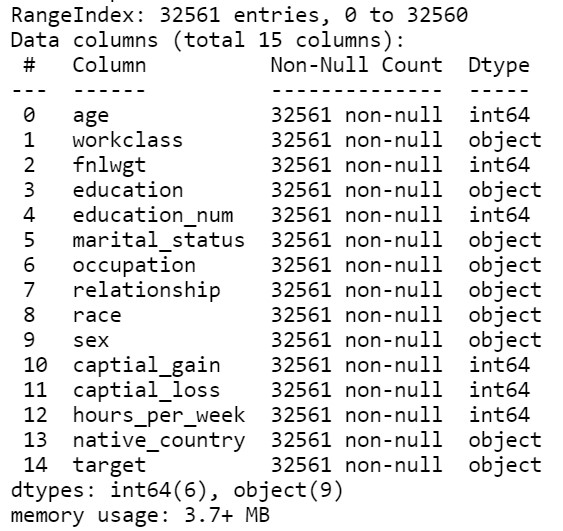 RangeIndex: 32561 entries, 0 to 32560
Data columns (total 15 columns):
 #   Column          Non-Null Count  Dtype
---  ------          --------------  -----
 0   age             32561 non-null  int64
 1   workclass       32561 non-null  object
 2   fnlwgt          32561 non-null  int64
 3   education       32561 non-null  object
 4   education_num   32561 non-null  int64
 5   marital_status  32561 non-null  object
 6   occupation      32561 non-null  object
 7   relationship    32561 non-null  object
 8   race            32561 non-null  object
 9   sex             32561 non-null  object
 10  captial_gain    32561 non-null  int64
 11  captial_loss    32561 non-null  int64
 12  hours_per_week  32561 non-null  int64
 13  native_country  32561 non-null  object
 14  target          32561 non-null  object
dtypes: int64(6), object(9)
memory usage: 3.7+ MB